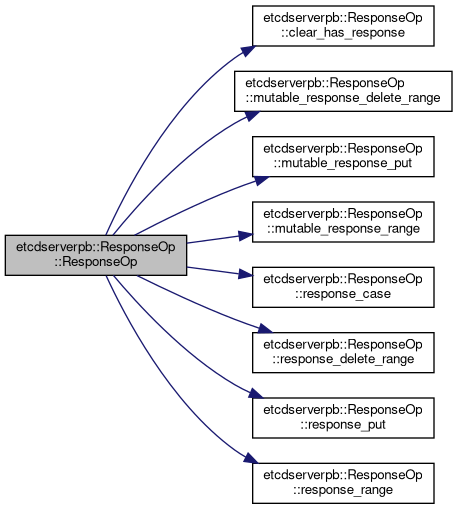 etcdserverpb::ResponseOp
::ResponseOp
etcdserverpb::ResponseOp
::clear_has_response
etcdserverpb::ResponseOp
::mutable_response_delete_range
etcdserverpb::ResponseOp
::mutable_response_put
etcdserverpb::ResponseOp
::mutable_response_range
etcdserverpb::ResponseOp
::response_case
etcdserverpb::ResponseOp
::response_delete_range
etcdserverpb::ResponseOp
::response_put
etcdserverpb::ResponseOp
::response_range